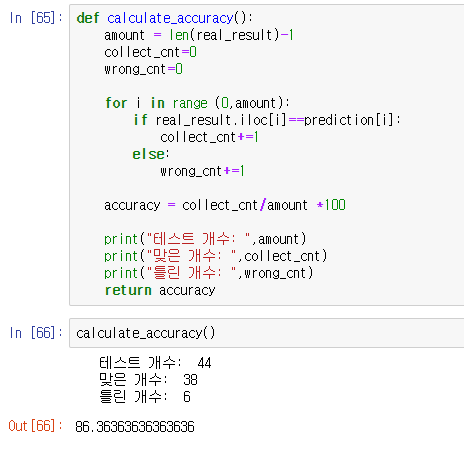 In [65]: def calculate_accuracy():
amount = len(real_result)-1
collect_cnt=0
wrong_cnt=0
for i in range (0,amount):
if real_result.iloc[i]==prediction[i]:
collect_cnt+=1
else:
wrong_cnt+=1
accuracy = collect_cnt/amount *100
print("테스트 개수: ",amount)
print("맞은 개수: ",collect_cnt)
print("틀린 개수: ",wrong_cnt)
return accuracy
In [66]: calculate_accuracy()
테스트 개수:  44
맞은 개수:  38
틀린 개수:  6
Out[66]: 86.36363636363636